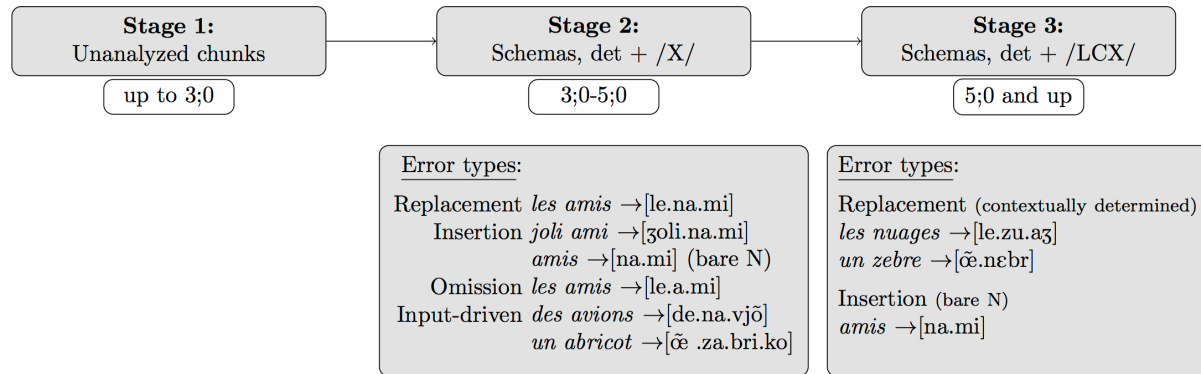 Stage 1:
Unanalyzed chunks
up to 3;0
Stage 2:
Schemas, det + /X/
3;0-5;0
Stage 3:
Schemas, det + /LCX/
5;0 and up
Error types:
Replacement les amis →[le.na.mi]
Insertion joli ami →[ʒoli.na.mi]
amis →[na.mi] (bare N)
Omission les amis →[le.a.mi]
Input-driven des avions →[de.na.vjõ]
un abricot →[œ̃ .za.bri.ko]
Error types:
Replacement (contextually determined)
les nuages →[le.zu.aʒ]
un zebre →[œ̃.nɛbr]
Insertion (bare N)
amis →[na.mi]